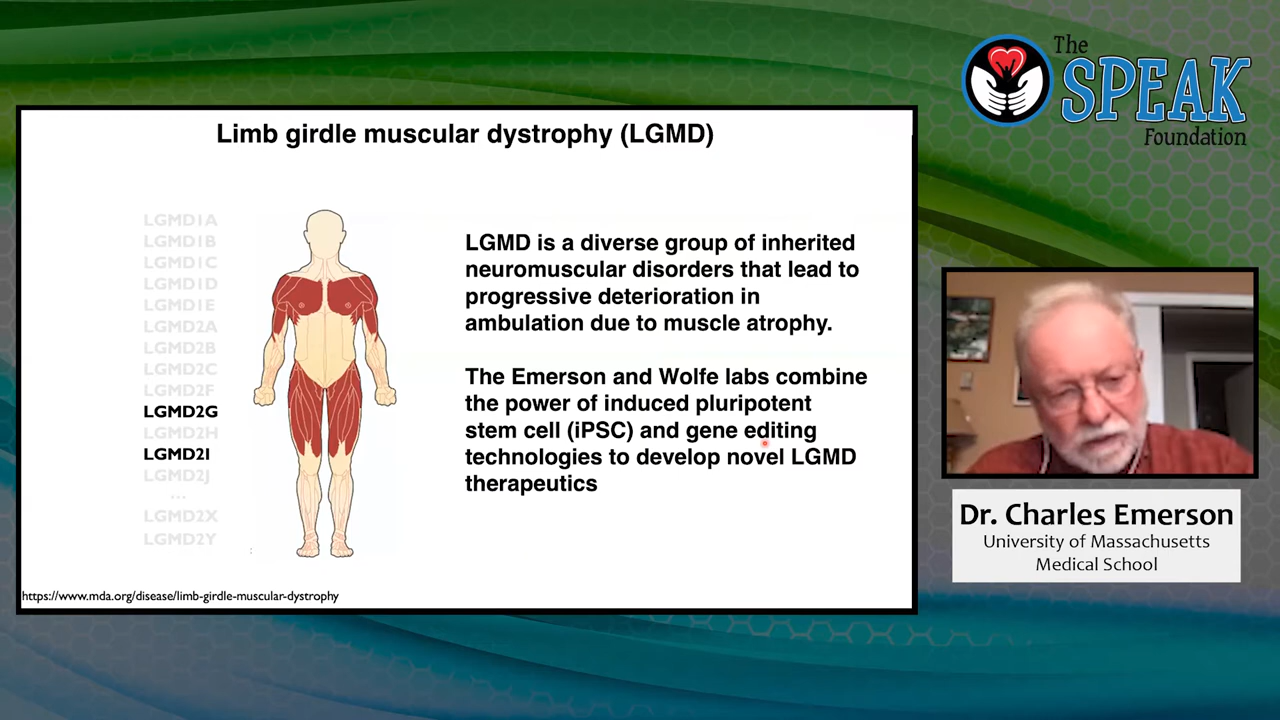 The
SPEAK
Foundation
Limb girdle muscular dystrophy (LGMD)
LGMD1A
LGMD1B
LGMD1C
LGMD1D
LGMD1E
LGMD2A
LGMD2B
LGMD2C
LGMD2F
LGMD2G
LGMD2H
LGMD2I
LGMD2J
...
LGMD2X
LGMD2Y
LGMD is a diverse group of inherited
neuromuscular disorders that lead to
progressive deterioration in
ambulation due to muscle atrophy.
The Emerson and Wolfe labs combine
the power of induced pluripotent
stem cell (iPSC) and gene editing
technologies to develop novel LGMD
therapeutics
https://www.mda.org/disease/limb-girdle-muscular-dystrophy
Dr. Charles Emerson
University of Massachusetts
Medical School